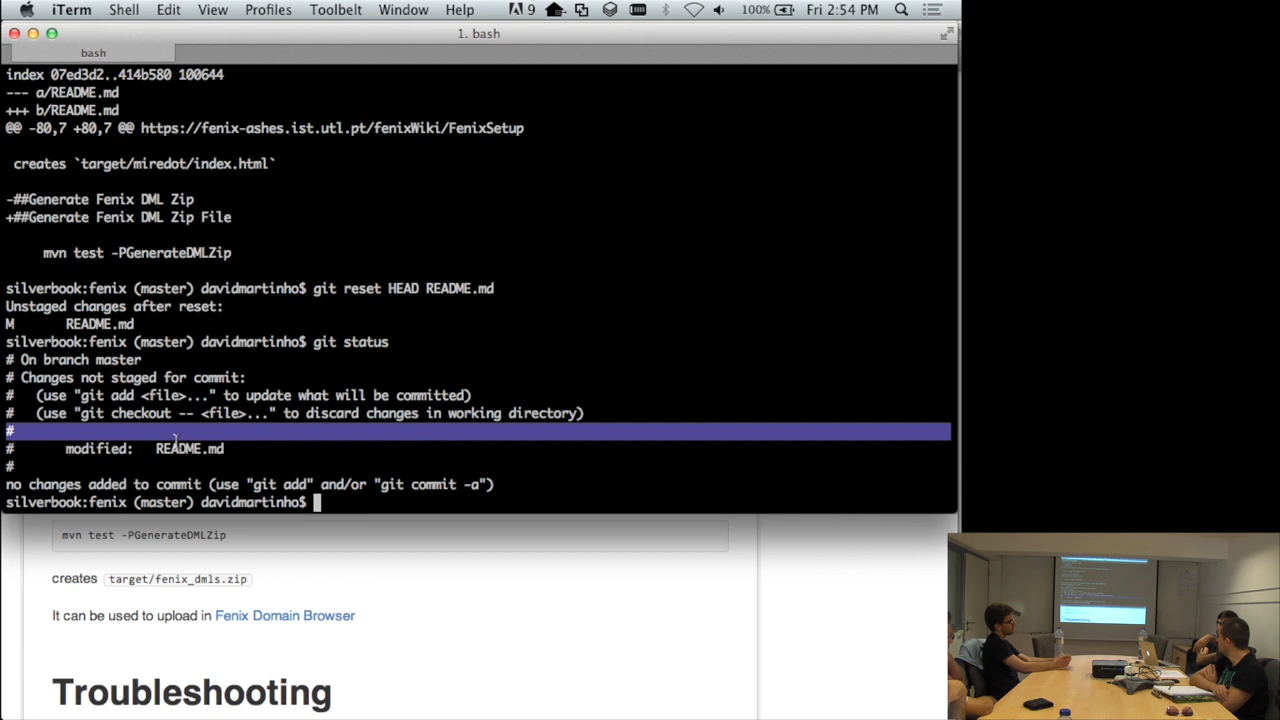 iTerm Shell Edit View Profiles Toolbelt Window Help 9 100% Fri 2:54 PM
1. bash
bash
index 07ed3d2..414b580 100644
--- a/README.md
+++ b/README.md
@@ -80,7 +80,7 @@ https://fenix-ashes.ist.utl.pt/fenixWiki/FenixSetup
creates `target/miredot/index.html`
-##Generate Fenix DML Zip
+##Generate Fenix DML Zip File
mvn test -PGenerateDMLZip
silverbook:fenix (master) davidmartinho$ git reset HEAD README.md
Unstaged changes after reset:
M README.md
silverbook:fenix (master) davidmartinho$ git status
# On branch master
# Changes not staged for commit:
# (use "git add <file>..." to update what will be committed)
# (use "git checkout -- <file>..." to discard changes in working directory)
#
# modified: README.md
#
no changes added to commit (use "git add" and/or "git commit -a")
silverbook:fenix (master) davidmartinho$
mvn test -PGenerateDMLZip
creates target/fenix_dmls.zip
It can be used to upload in Fenix Domain Browser
Troubleshooting